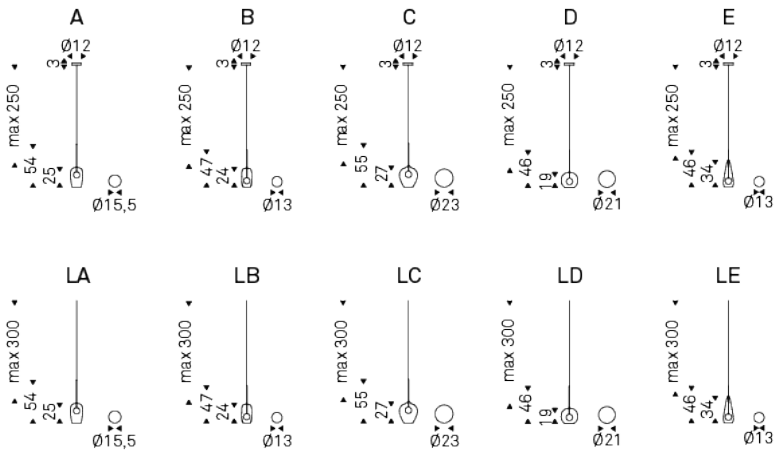 A B C D E
Ø12 Ø12 Ø12 Ø12 Ø12
3 3 3 3 3
max 250 max 250 max 250 max 250 max 250
54 25 47 24 55 27 46 19 46 34
Ø15,5 Ø13 Ø23 Ø21 Ø13
LA LB LC LD LE
max 300 max 300 max 300 max 300 max 300
54 25 47 24 55 27 46 19 46 34
Ø15,5 Ø13 Ø23 Ø21 Ø13